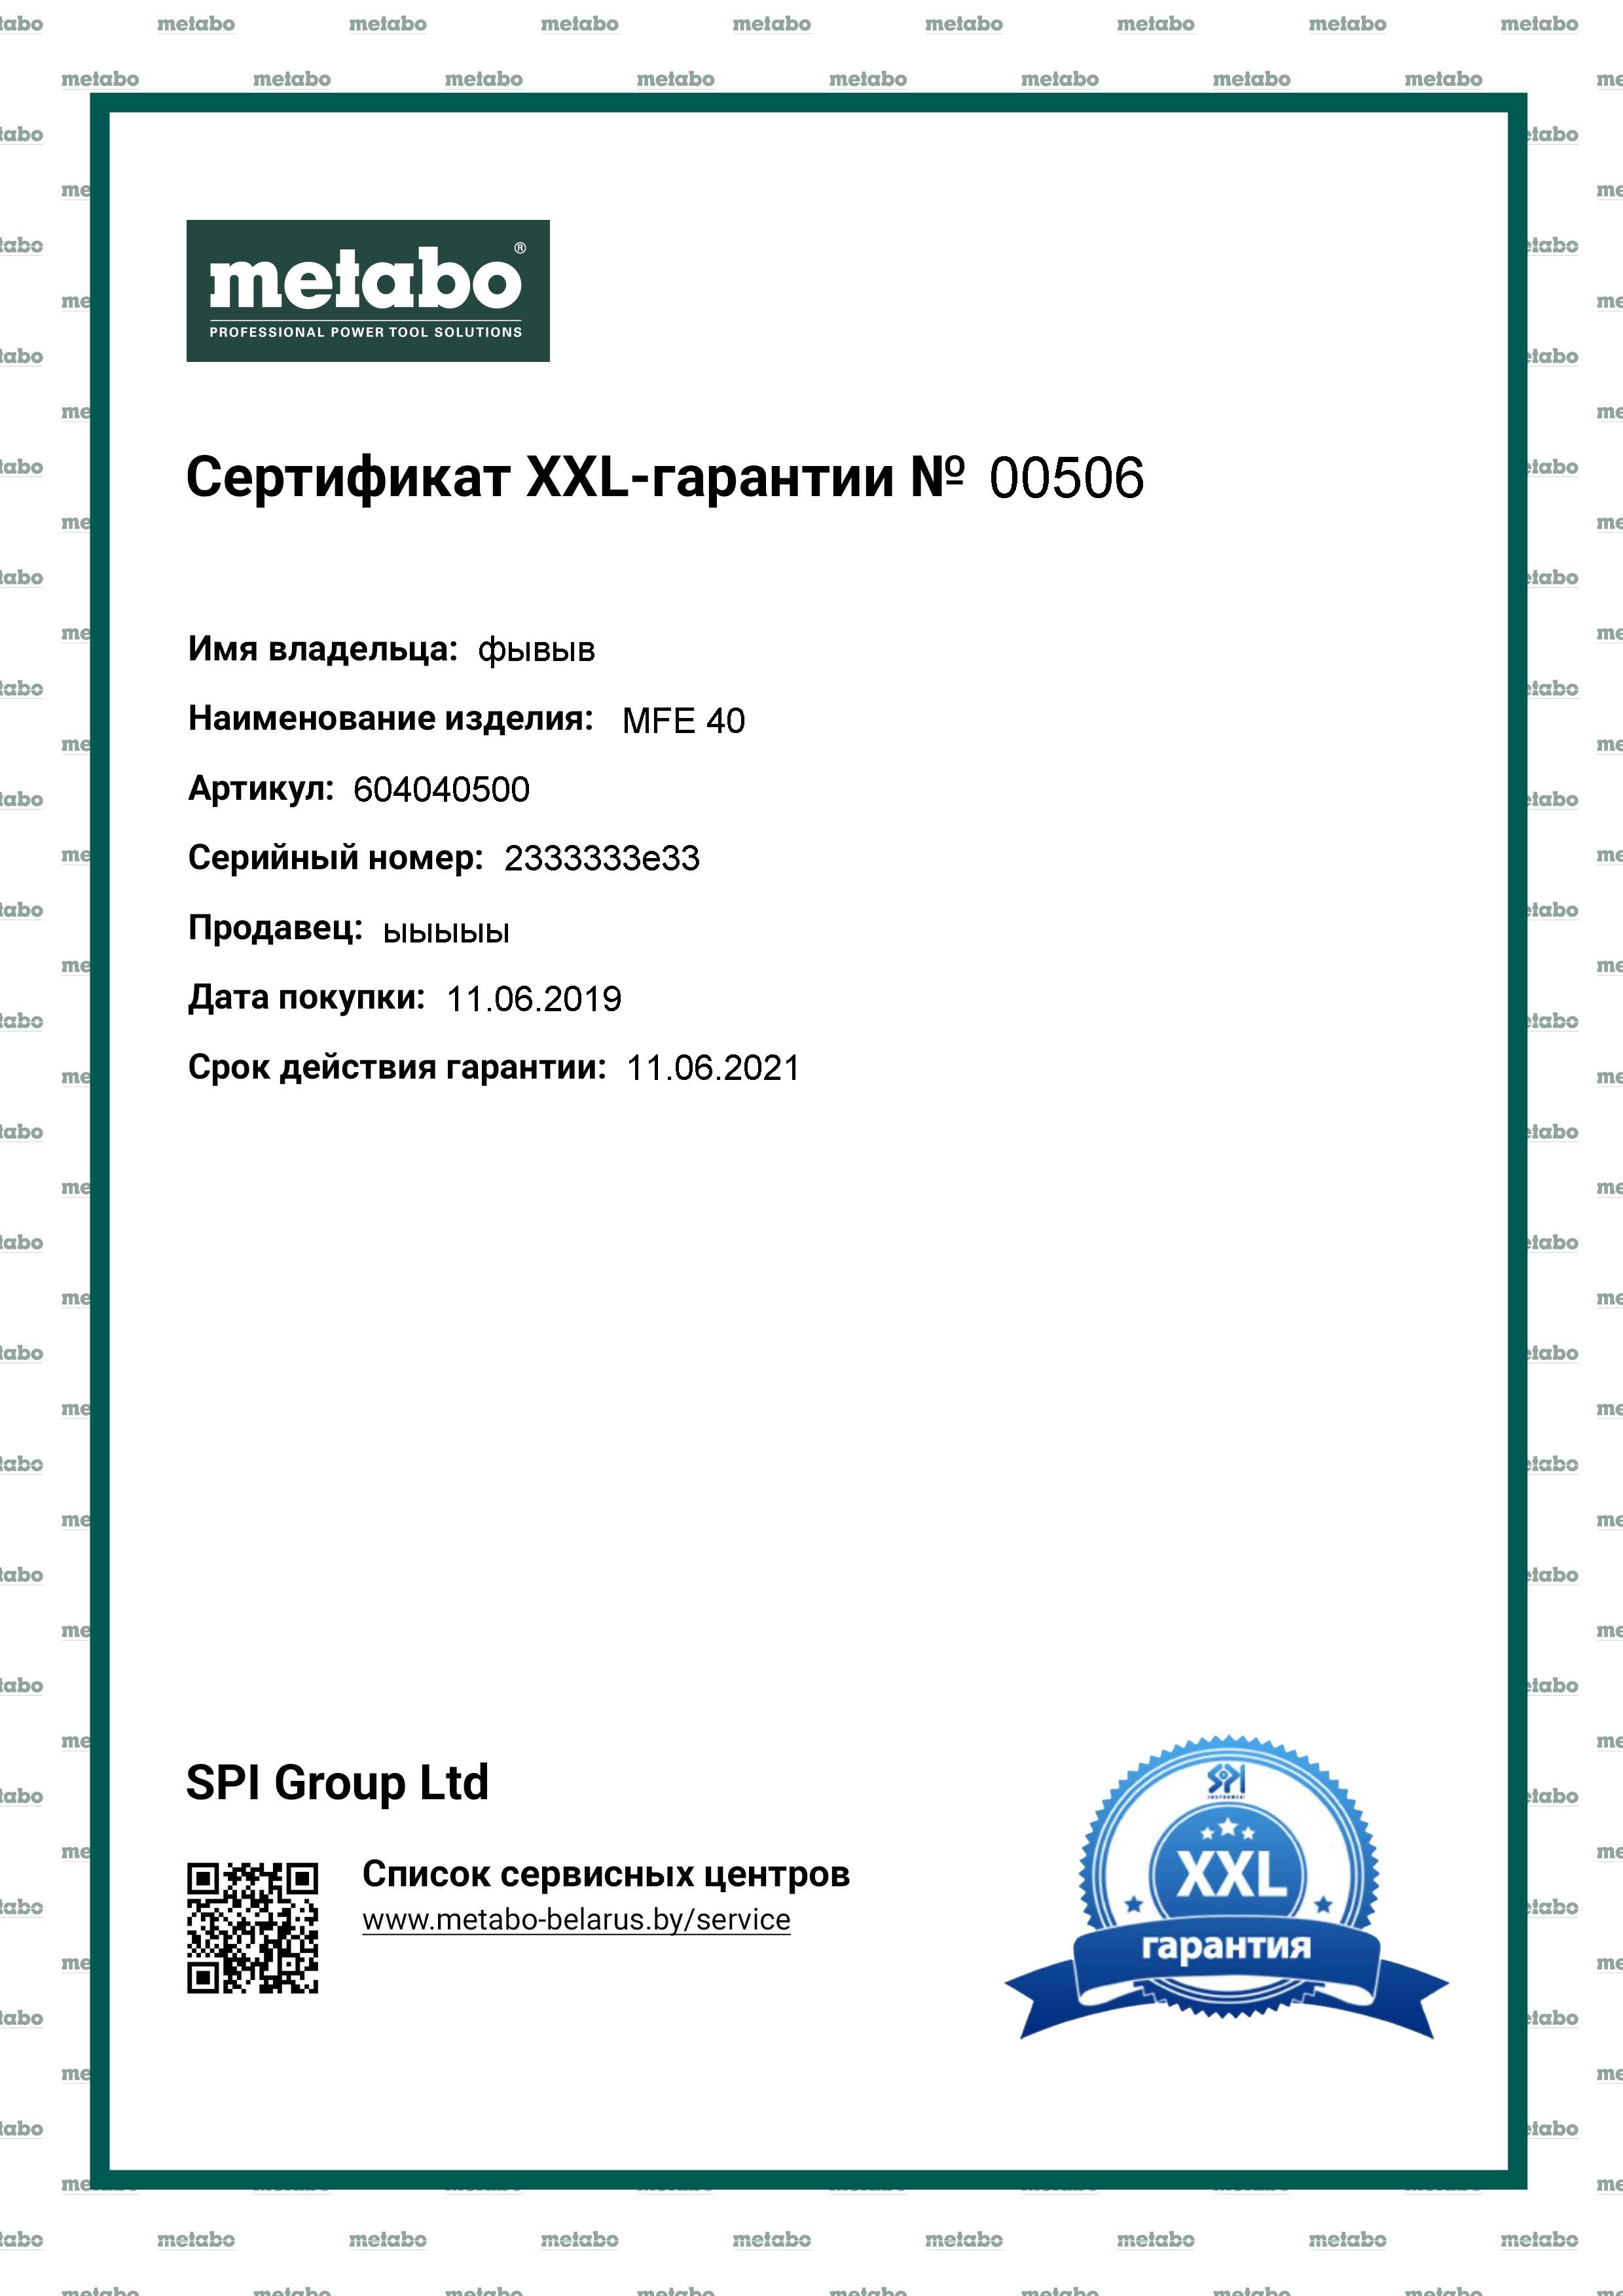 metabo®
PROFESSIONAL POWER TOOL SOLUTIONS
Сертификат XXL-гарантии № 00506
Имя владельца: фывыв
Наименование изделия: MFE 40
Артикул: 604040500
Серийный номер: 2333333е33
Продавец: ыыыыы
Дата покупки: 11.06.2019
Срок действия гарантии: 11.06.2021
SPI Group Ltd
Список сервисных центров
www.metabo-belarus.by/service
SPI
XXL
гарантия